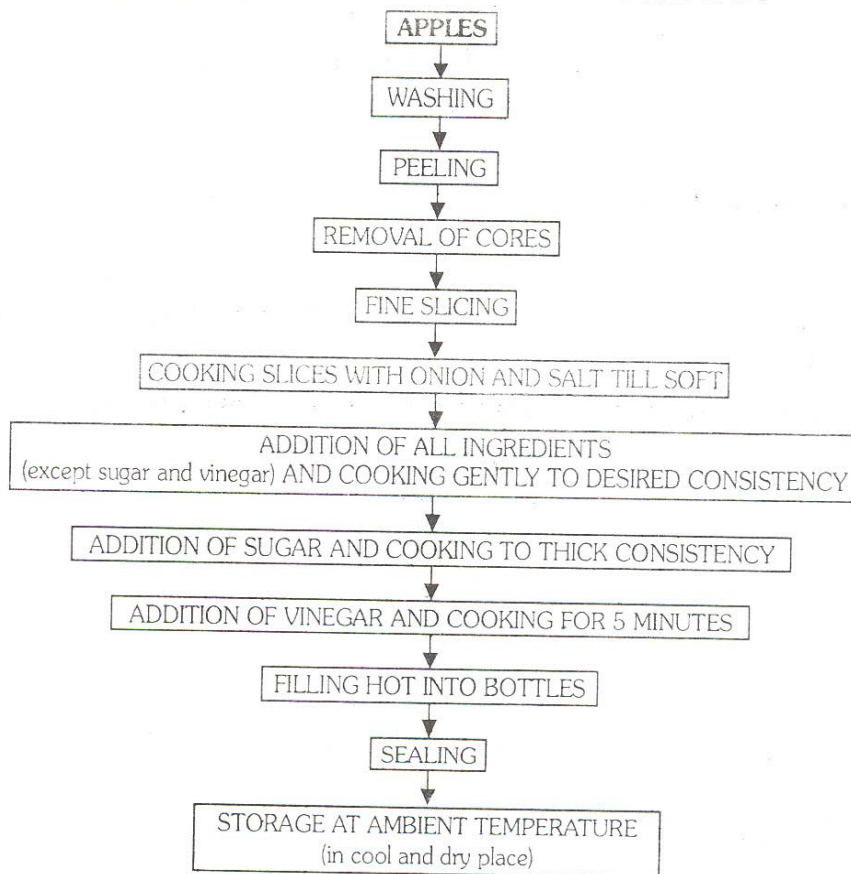 APPLES
WASHING
PEELING
REMOVAL OF CORES
FINE SLICING
COOKING SLICES WITH ONION AND SALT TILL SOFT
ADDITION OF ALL INGREDIENTS
(except sugar and vinegar) AND COOKING GENTLY TO DESIRED CONSISTENCY
ADDITION OF SUGAR AND COOKING TO THICK CONSISTENCY
ADDITION OF VINEGAR AND COOKING FOR 5 MINUTES
FILLING HOT INTO BOTTLES
SEALING
STORAGE AT AMBIENT TEMPERATURE
(in cool and dry place)